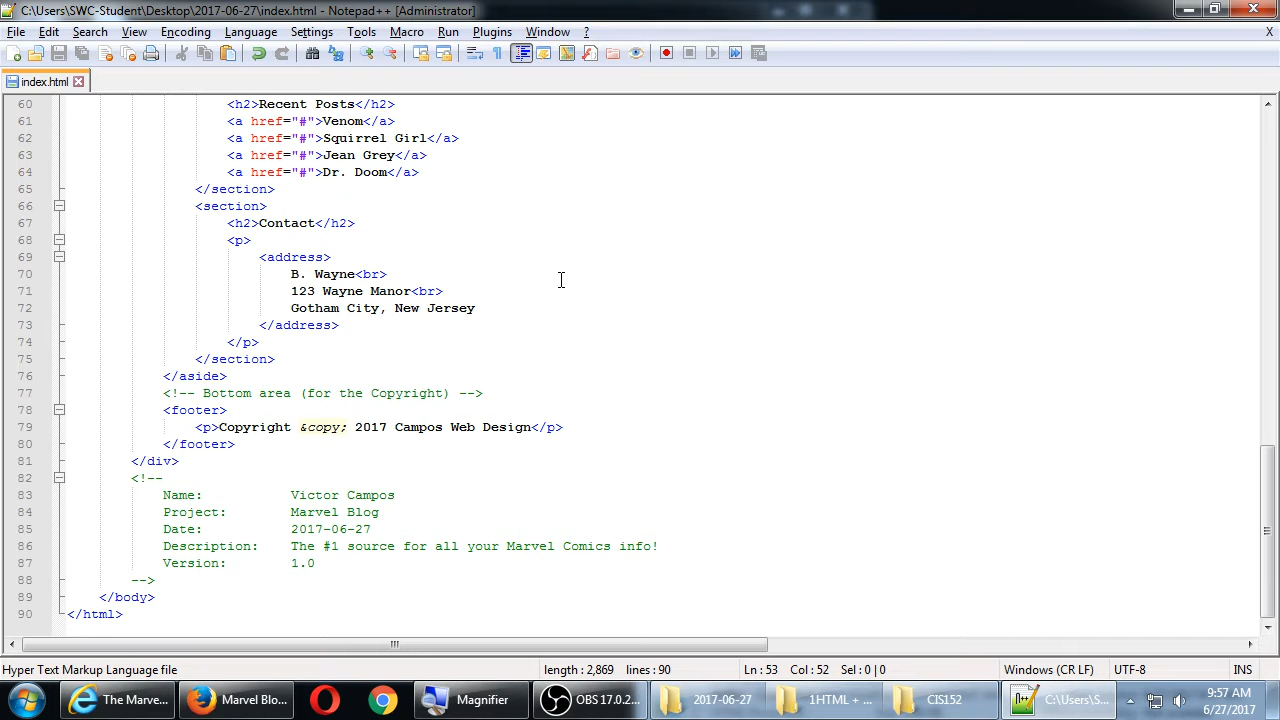 C:\Users\SWC-Student\Desktop\2017-06-27\index.html - Notepad++ [Administrator]
File Edit Search View Encoding Language Settings Tools Macro Run Plugins Window ? X
index.html
60 <h2>Recent Posts</h2>
61 <a href="#">Venom</a>
62 <a href="#">Squirrel Girl</a>
63 <a href="#">Jean Grey</a>
64 <a href="#">Dr. Doom</a>
65 </section>
66 <section>
67 <h2>Contact</h2>
68 <p>
69 <address>
70 B. Wayne<br>
71 123 Wayne Manor<br>
72 Gotham City, New Jersey
73 </address>
74 </p>
75 </section>
76 </aside>
77 <!-- Bottom area (for the Copyright) -->
78 <footer>
79 <p>Copyright &copy; 2017 Campos Web Design</p>
80 </footer>
81 </div>
82 <!--
83 Name: Victor Campos
84 Project: Marvel Blog
85 Date: 2017-06-27
86 Description: The #1 source for all your Marvel Comics info!
87 Version: 1.0
88 -->
89 </body>
90 </html>
Hyper Text Markup Language file length : 2,869 lines : 90 Ln : 53 Col : 52 Sel : 0 | 0 Windows (CR LF) UTF-8 INS
The Marve... Marvel Blo... Magnifier OBS 17.0.2... 2017-06-27 1HTML + ... CIS152 C:\Users\S... 9:57 AM
6/27/2017